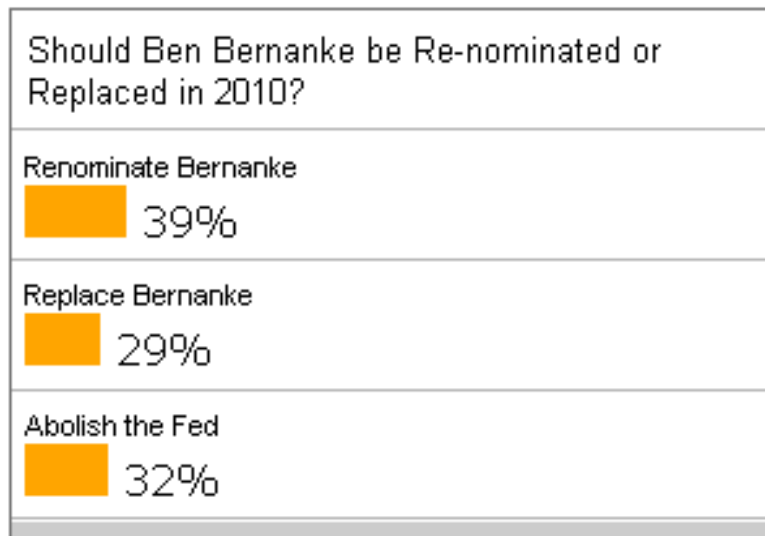 Should Ben Bernanke be Re-nominated or
Replaced in 2010?
Renominate Bernanke
39%
Replace Bernanke
29%
Abolish the Fed
32%